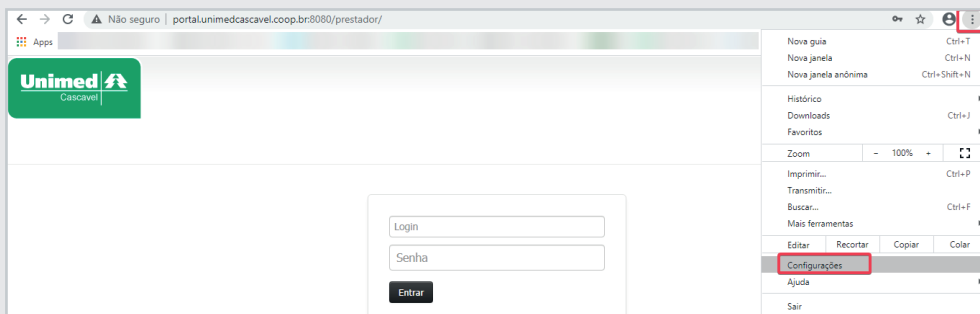 Não seguro | portal.unimedcascavel.coop.br:8080/prestador/
Apps
Unimed
Cascavel
Login
Senha
Entrar
Nova guia Ctrl+T
Nova janela Ctrl+N
Nova janela anônima Ctrl+Shift+N
Histórico
Downloads Ctrl+J
Favoritos
Zoom - 100% +
Imprimir... Ctrl+P
Transmitir...
Buscar... Ctrl+F
Mais ferramentas
Editar Recortar Copiar Colar
Configurações
Ajuda
Sair